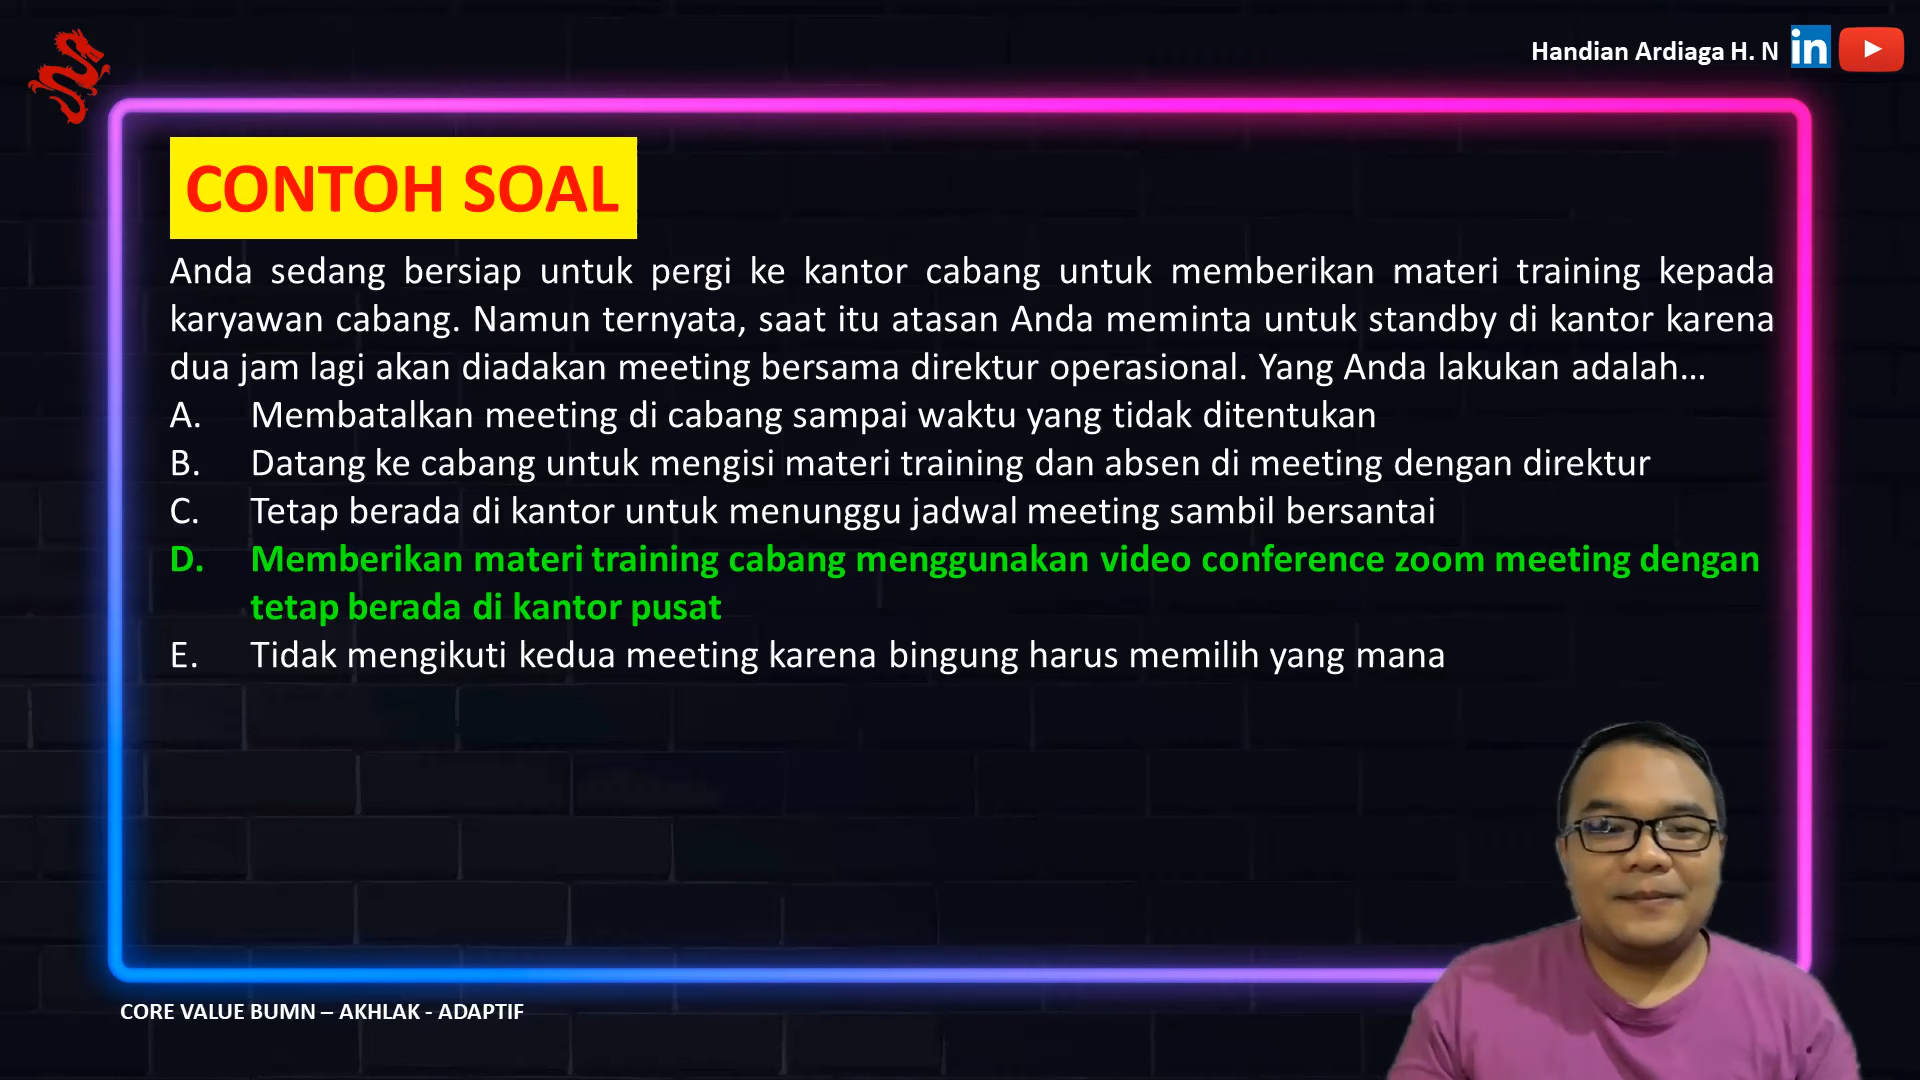 Handian Ardiaga H. N
CONTOH SOAL
Anda sedang bersiap untuk pergi ke kantor cabang untuk memberikan materi training kepada
karyawan cabang. Namun ternyata, saat itu atasan Anda meminta untuk standby di kantor karena
dua jam lagi akan diadakan meeting bersama direktur operasional. Yang Anda lakukan adalah...
A. Membatalkan meeting di cabang sampai waktu yang tidak ditentukan
B. Datang ke cabang untuk mengisi materi training dan absen di meeting dengan direktur
C. Tetap berada di kantor untuk menunggu jadwal meeting sambil bersantai
D. Memberikan materi training cabang menggunakan video conference zoom meeting dengan
tetap berada di kantor pusat
E. Tidak mengikuti kedua meeting karena bingung harus memilih yang mana
CORE VALUE BUMN – AKHLAK - ADAPTIF